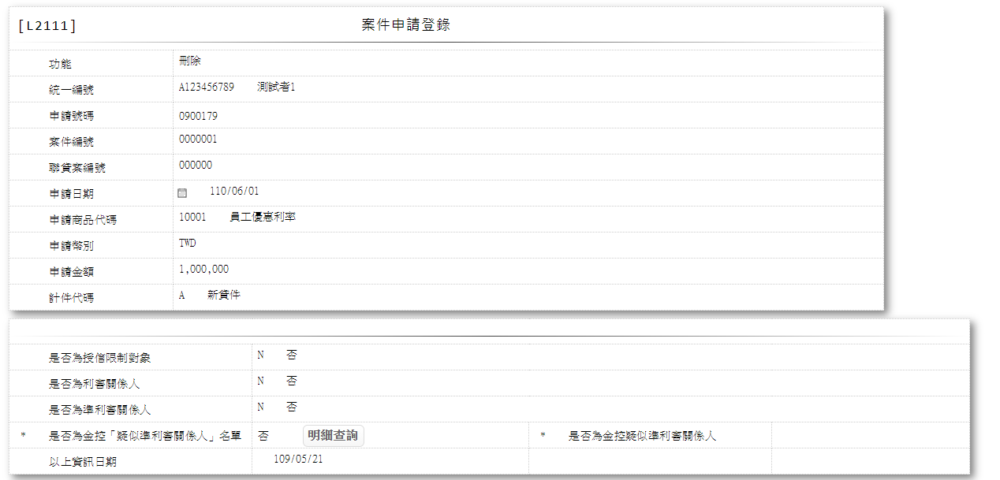 [L2111] 案件申請登錄
功能 刪除
統一編號 A123456789 測試者1
申請號碼 0900179
案件編號 0000001
聯貸案編號 000000
申請日期 110/06/01
申請商品代碼 10001 員工優惠利率
申請幣別 TWD
申請金額 1,000,000
計件代碼 A 新貸件
是否為授信限制對象 N 否
是否為利害關係人 N 否
是否為準利害關係人 N 否
* 是否為金控「疑似準利害關係人」名單 否 明細查詢 * 是否為金控疑似準利害關係人
以上資訊日期 109/05/21